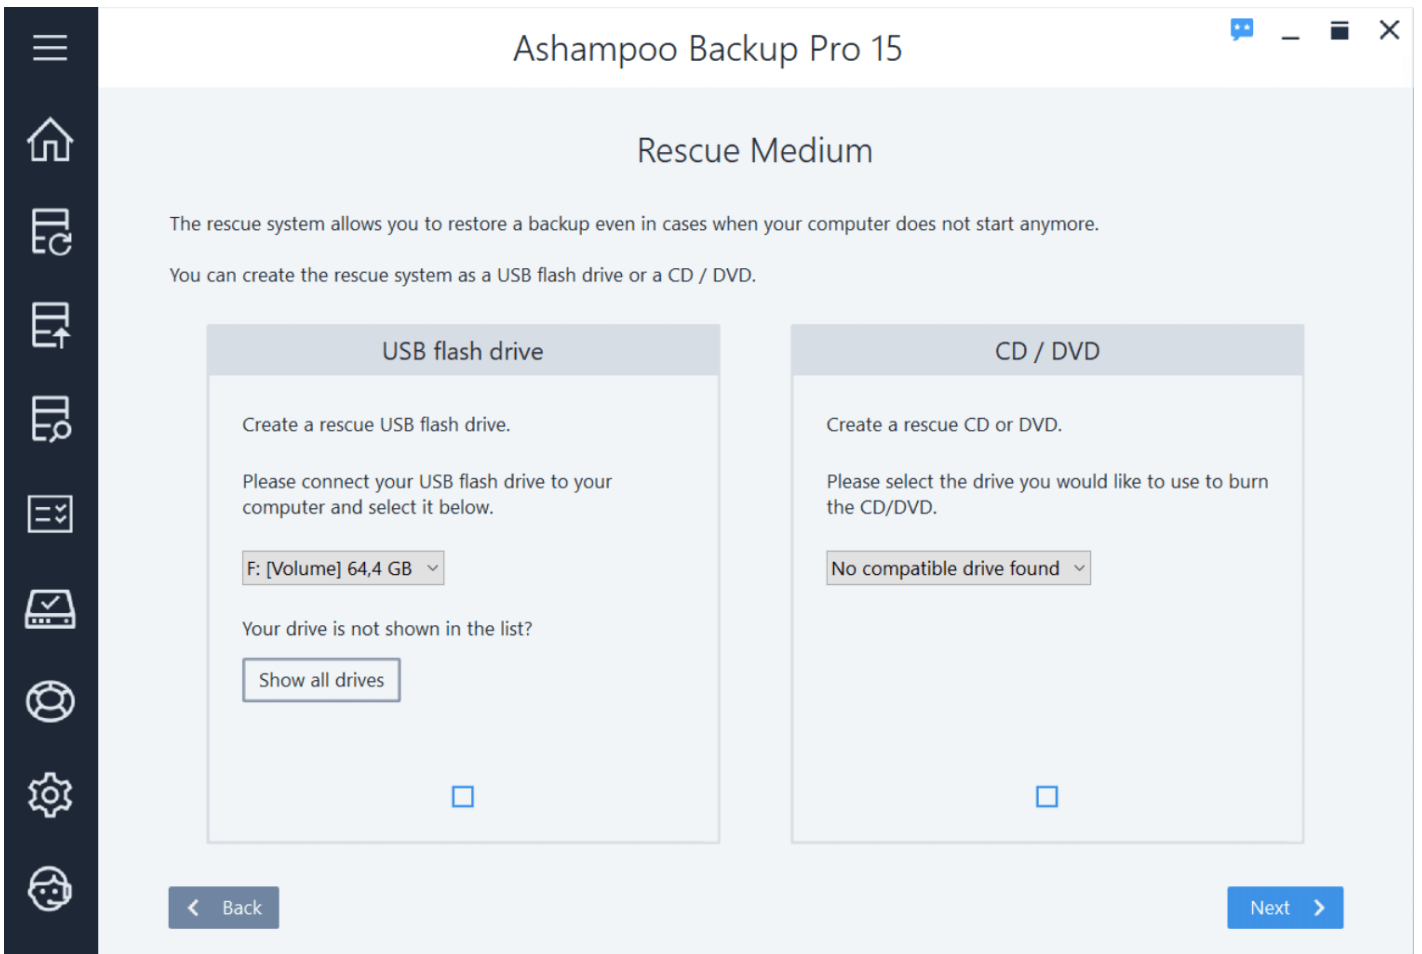 Ashampoo Backup Pro 15
Rescue Medium
The rescue system allows you to restore a backup even in cases when your computer does not start anymore.
You can create the rescue system as a USB flash drive or a CD / DVD.
USB flash drive
Create a rescue USB flash drive.
Please connect your USB flash drive to your
computer and select it below.
F: [Volume] 64,4 GB
Your drive is not shown in the list?
Show all drives
CD / DVD
Create a rescue CD or DVD.
Please select the drive you would like to use to burn
the CD/DVD.
No compatible drive found
Back
Next